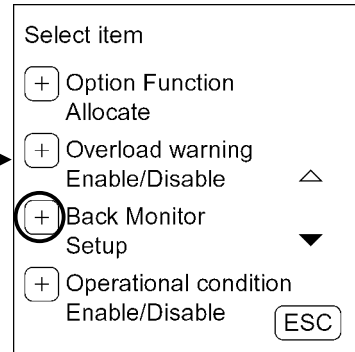 Select item
+ Option Function
Allocate
+ Overload warning
Enable/Disable
+ Back Monitor
Setup
+ Operational condition
Enable/Disable
ESC